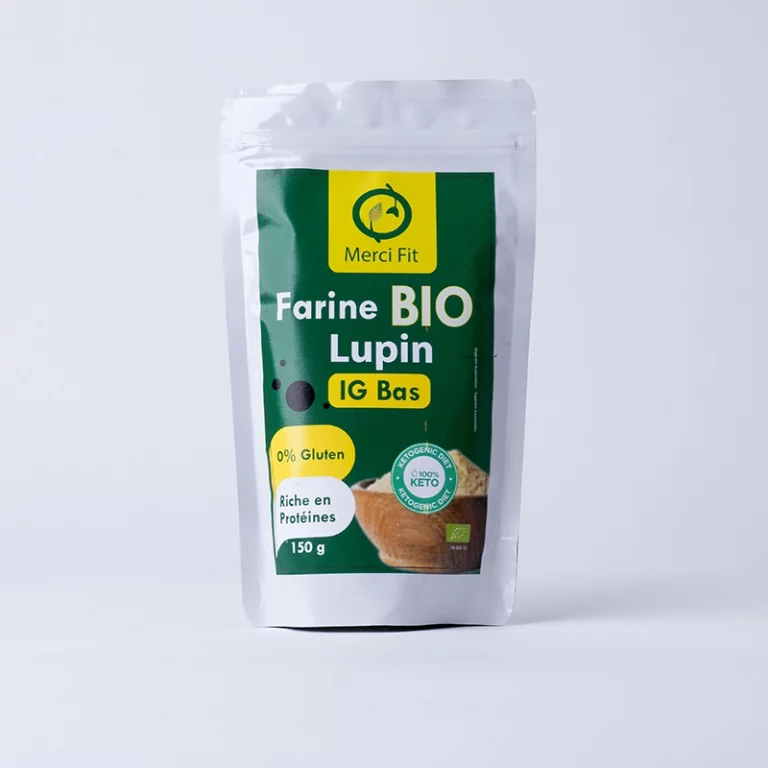 Merci Fit
Farine BIO
Lupin
IG Bas
0% Gluten
Riche en
Protéines
150 g
KETOGENIC DIET
100%
KETO
KETOGENIC DIET